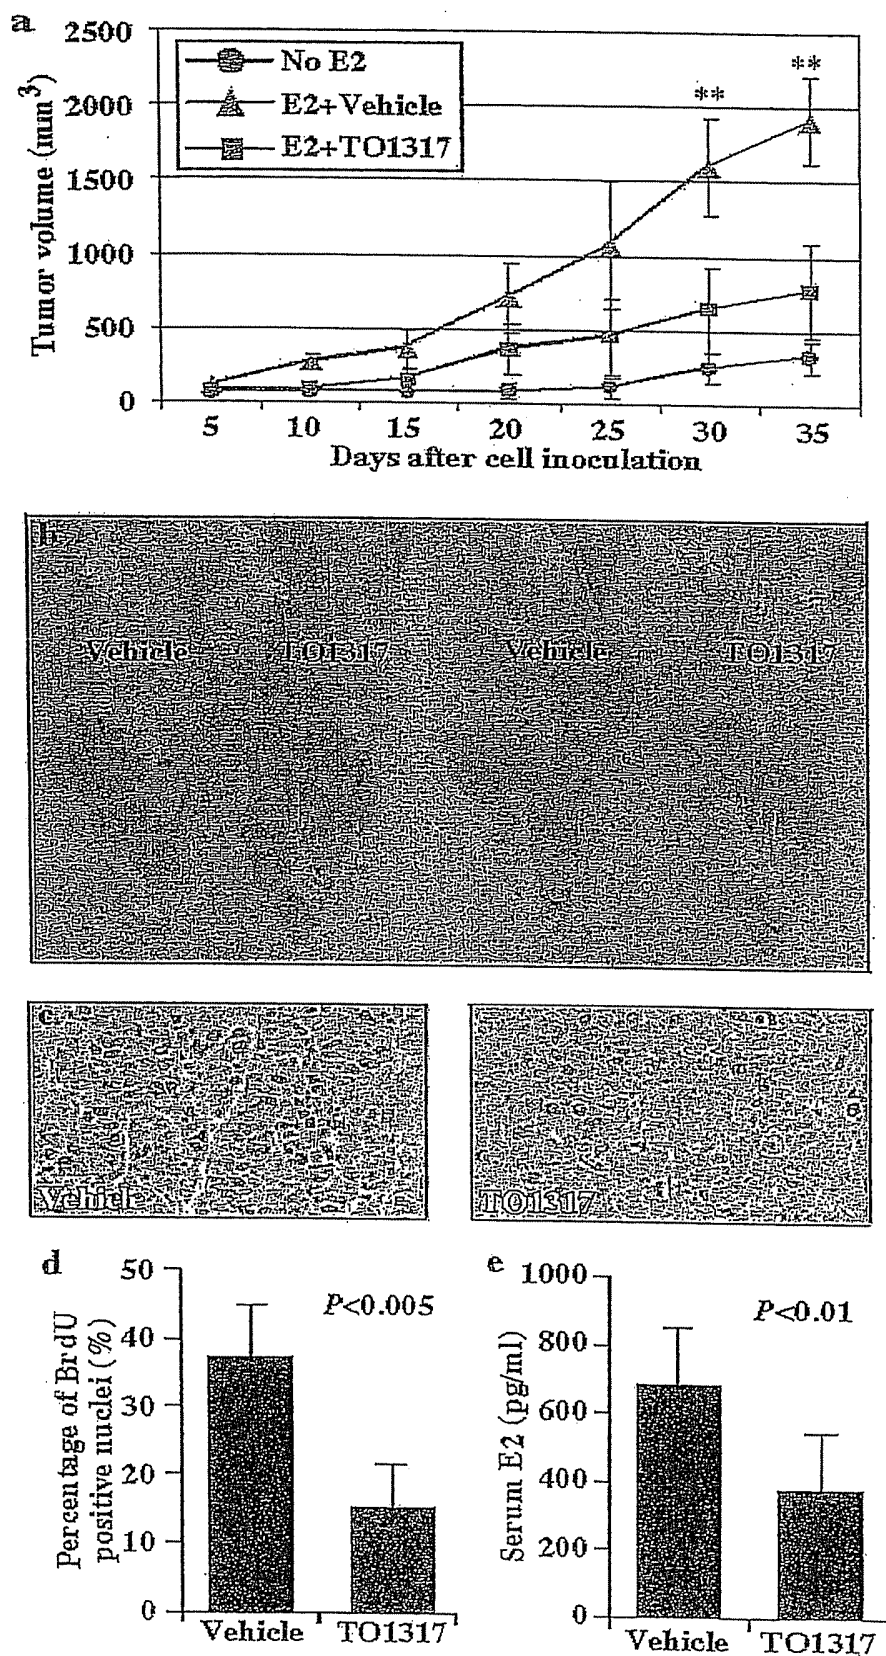 a
2500
2000
1500
1000
500
0
Tumor volume (mm³)
No E2
E2+Vehicle
E2+TO1317
**
**
5 10 15 20 25 30 35
Days after cell inoculation
b
Vehicle TO1317 Vehicle TO1317
c
Vehicle
TO1317
d
50
40
30
20
10
0
Percentage of BrdU
positive nuclei (%)
P<0.005
Vehicle TO1317
e
1000
800
600
400
200
0
Serum E2 (pg/ml)
P<0.01
Vehicle TO1317